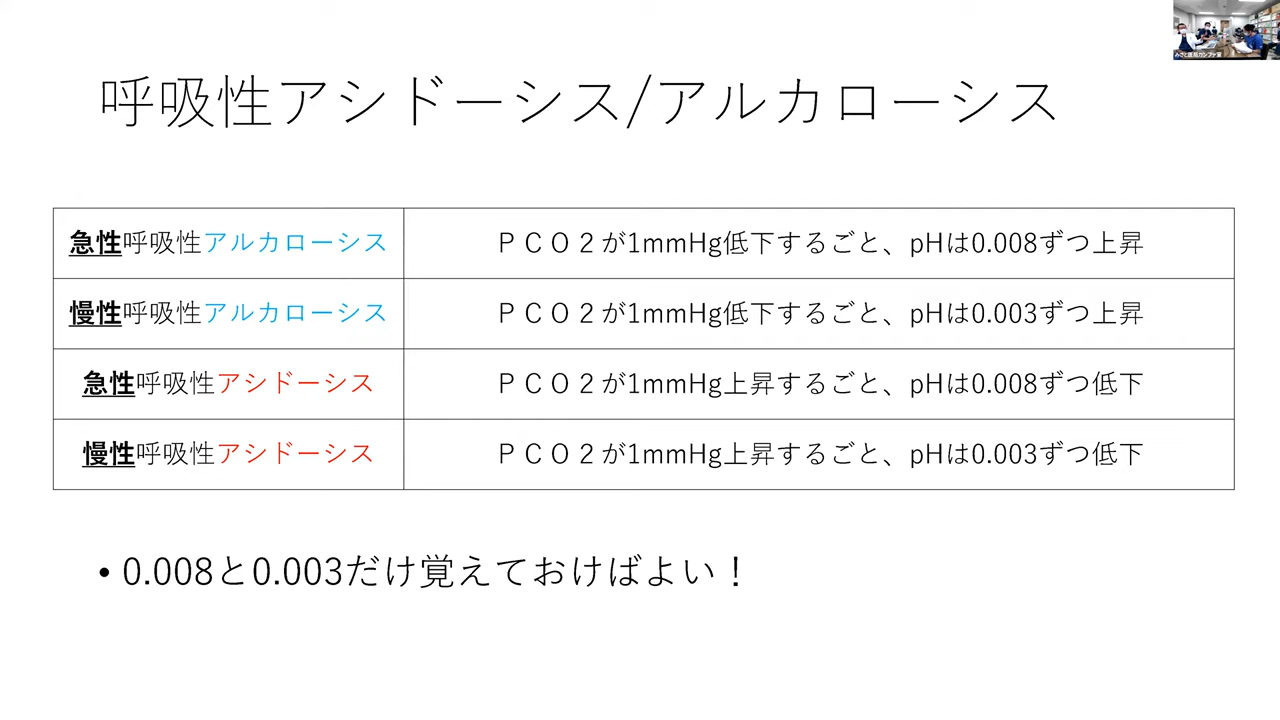 呼吸性アシドーシス/アルカローシス
急性呼吸性アルカローシス ＰＣＯ２が1mmHg低下するごと、pHは0.008ずつ上昇
慢性呼吸性アルカローシス ＰＣＯ２が1mmHg低下するごと、pHは0.003ずつ上昇
急性呼吸性アシドーシス ＰＣＯ２が1mmHg上昇するごと、pHは0.008ずつ低下
慢性呼吸性アシドーシス ＰＣＯ２が1mmHg上昇するごと、pHは0.003ずつ低下
• 0.008と0.003だけ覚えておけばよい！